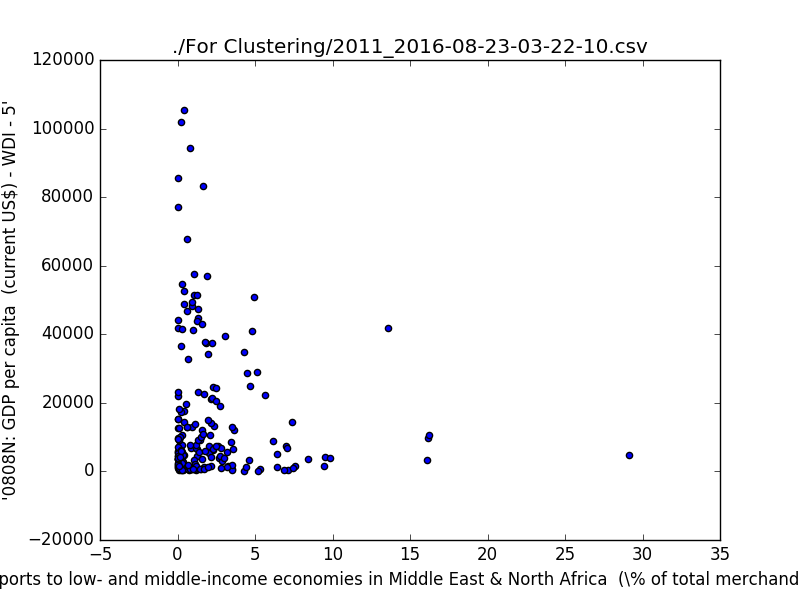 ./For Clustering/2011_2016-08-23-03-22-10.csv
120000
100000
80000
60000
40000
20000
0
−20000
'0808N: GDP per capita  (current US$) - WDI - 5'
−5 0 5 10 15 20 25 30 35
ports to low- and middle-income economies in Middle East & North Africa  (\% of total merchand